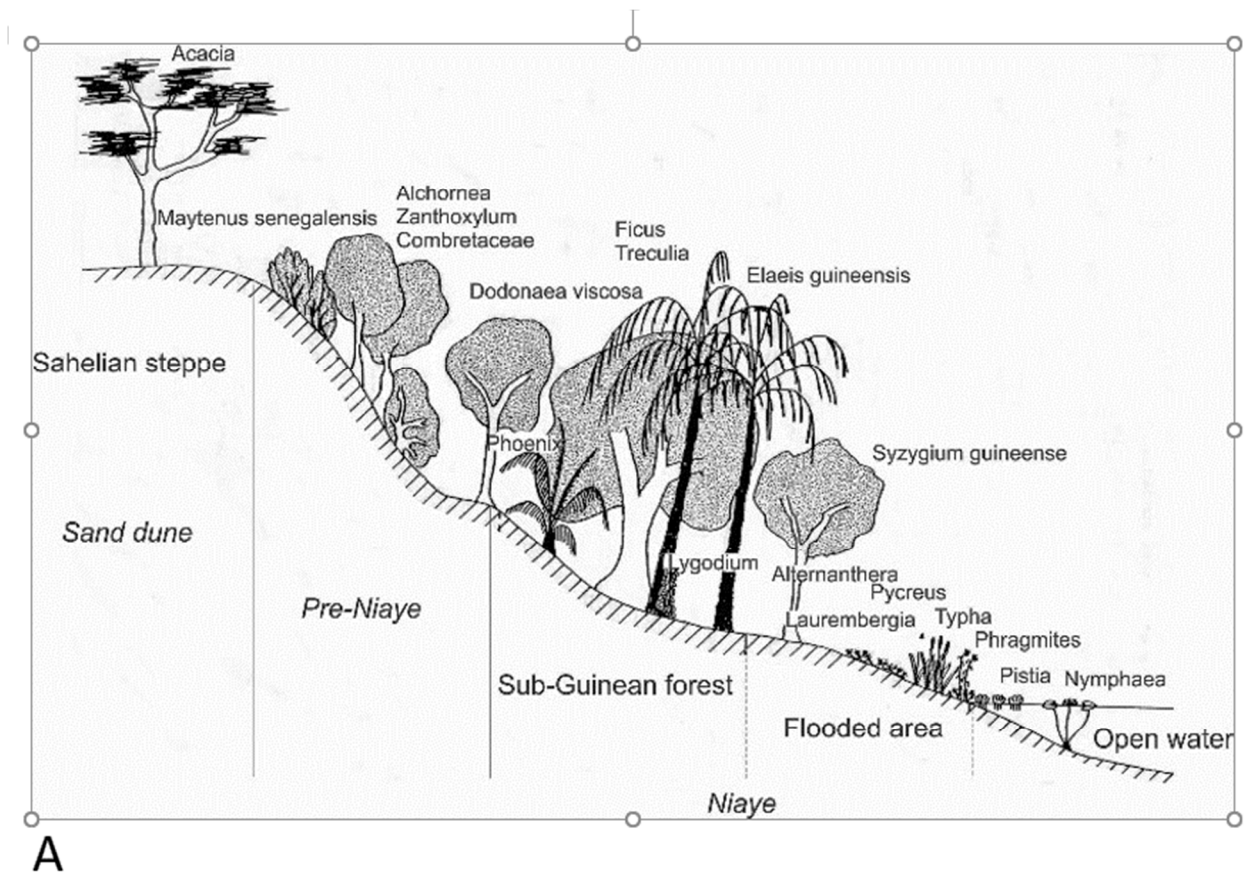 Acacia
Maytenus senegalensis
Alchornea
Zanthoxylum
Combretaceae
Dodonaea viscosa
Ficus
Treculia
Elaeis guineensis
Sahelian steppe
Phoenix
Syzygium guineense
Sand dune
Lygodium
Alternanthera
Pycreus
Pre-Niaye
Laurembergia
Typha
Phragmites
Pistia
Nymphaea
Sub-Guinean forest
Flooded area
Open water
Niaye
A